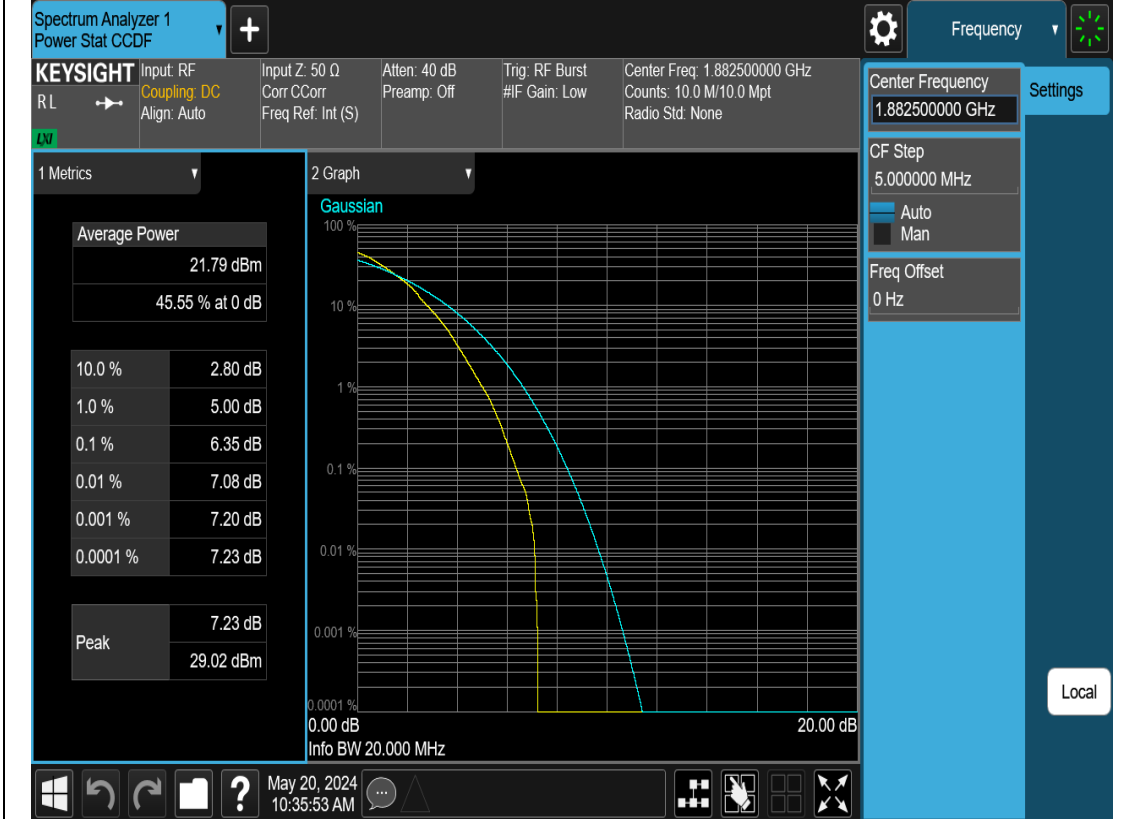 Spectrum Analyzer 1
Power Stat CCDF
+
Frequency
KEYSIGHT
RL
LXI
Input: RF
Coupling: DC
Align: Auto
Input Z: 50 Ω
Corr CCorr
Freq Ref: Int (S)
Atten: 40 dB
Preamp: Off
Trig: RF Burst
#IF Gain: Low
Center Freq: 1.882500000 GHz
Counts: 10.0 M/10.0 Mpt
Radio Std: None
Center Frequency
1.882500000 GHz
Settings
CF Step
5.000000 MHz
Auto
Man
Freq Offset
0 Hz
1 Metrics
Average Power
21.79 dBm
45.55 % at 0 dB
10.0 % 2.80 dB
1.0 % 5.00 dB
0.1 % 6.35 dB
0.01 % 7.08 dB
0.001 % 7.20 dB
0.0001 % 7.23 dB
Peak
7.23 dB
29.02 dBm
2 Graph
Gaussian
100 %
10 %
1 %
0.1 %
0.01 %
0.001 %
0.0001 %
0.00 dB 20.00 dB
Info BW 20.000 MHz
Local
?
May 20, 2024
10:35:53 AM